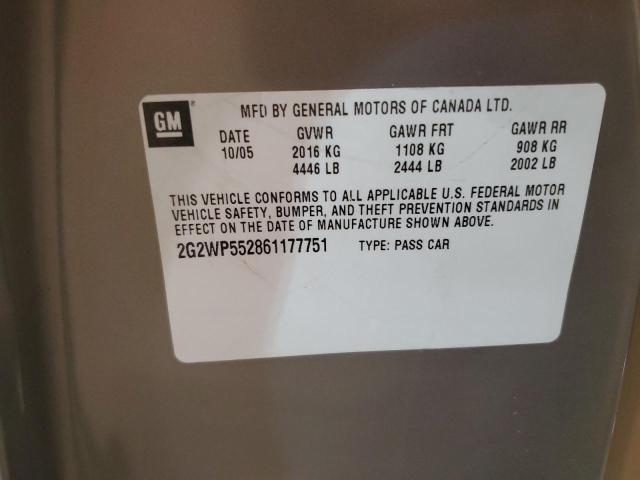 GM
MFD BY GENERAL MOTORS OF CANADA LTD.
DATE GVWR GAWR FRT GAWR RR
10/05 2016 KG 1108 KG 908 KG
4446 LB 2444 LB 2002 LB
THIS VEHICLE CONFORMS TO ALL APPLICABLE U.S. FEDERAL MOTOR
VEHICLE SAFETY, BUMPER, AND THEFT PREVENTION STANDARDS IN
EFFECT ON THE DATE OF MANUFACTURE SHOWN ABOVE.
2G2WP552861177751 TYPE: PASS CAR